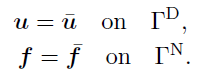 u = ū on Γ^D,
f = f̄ on Γ^N.